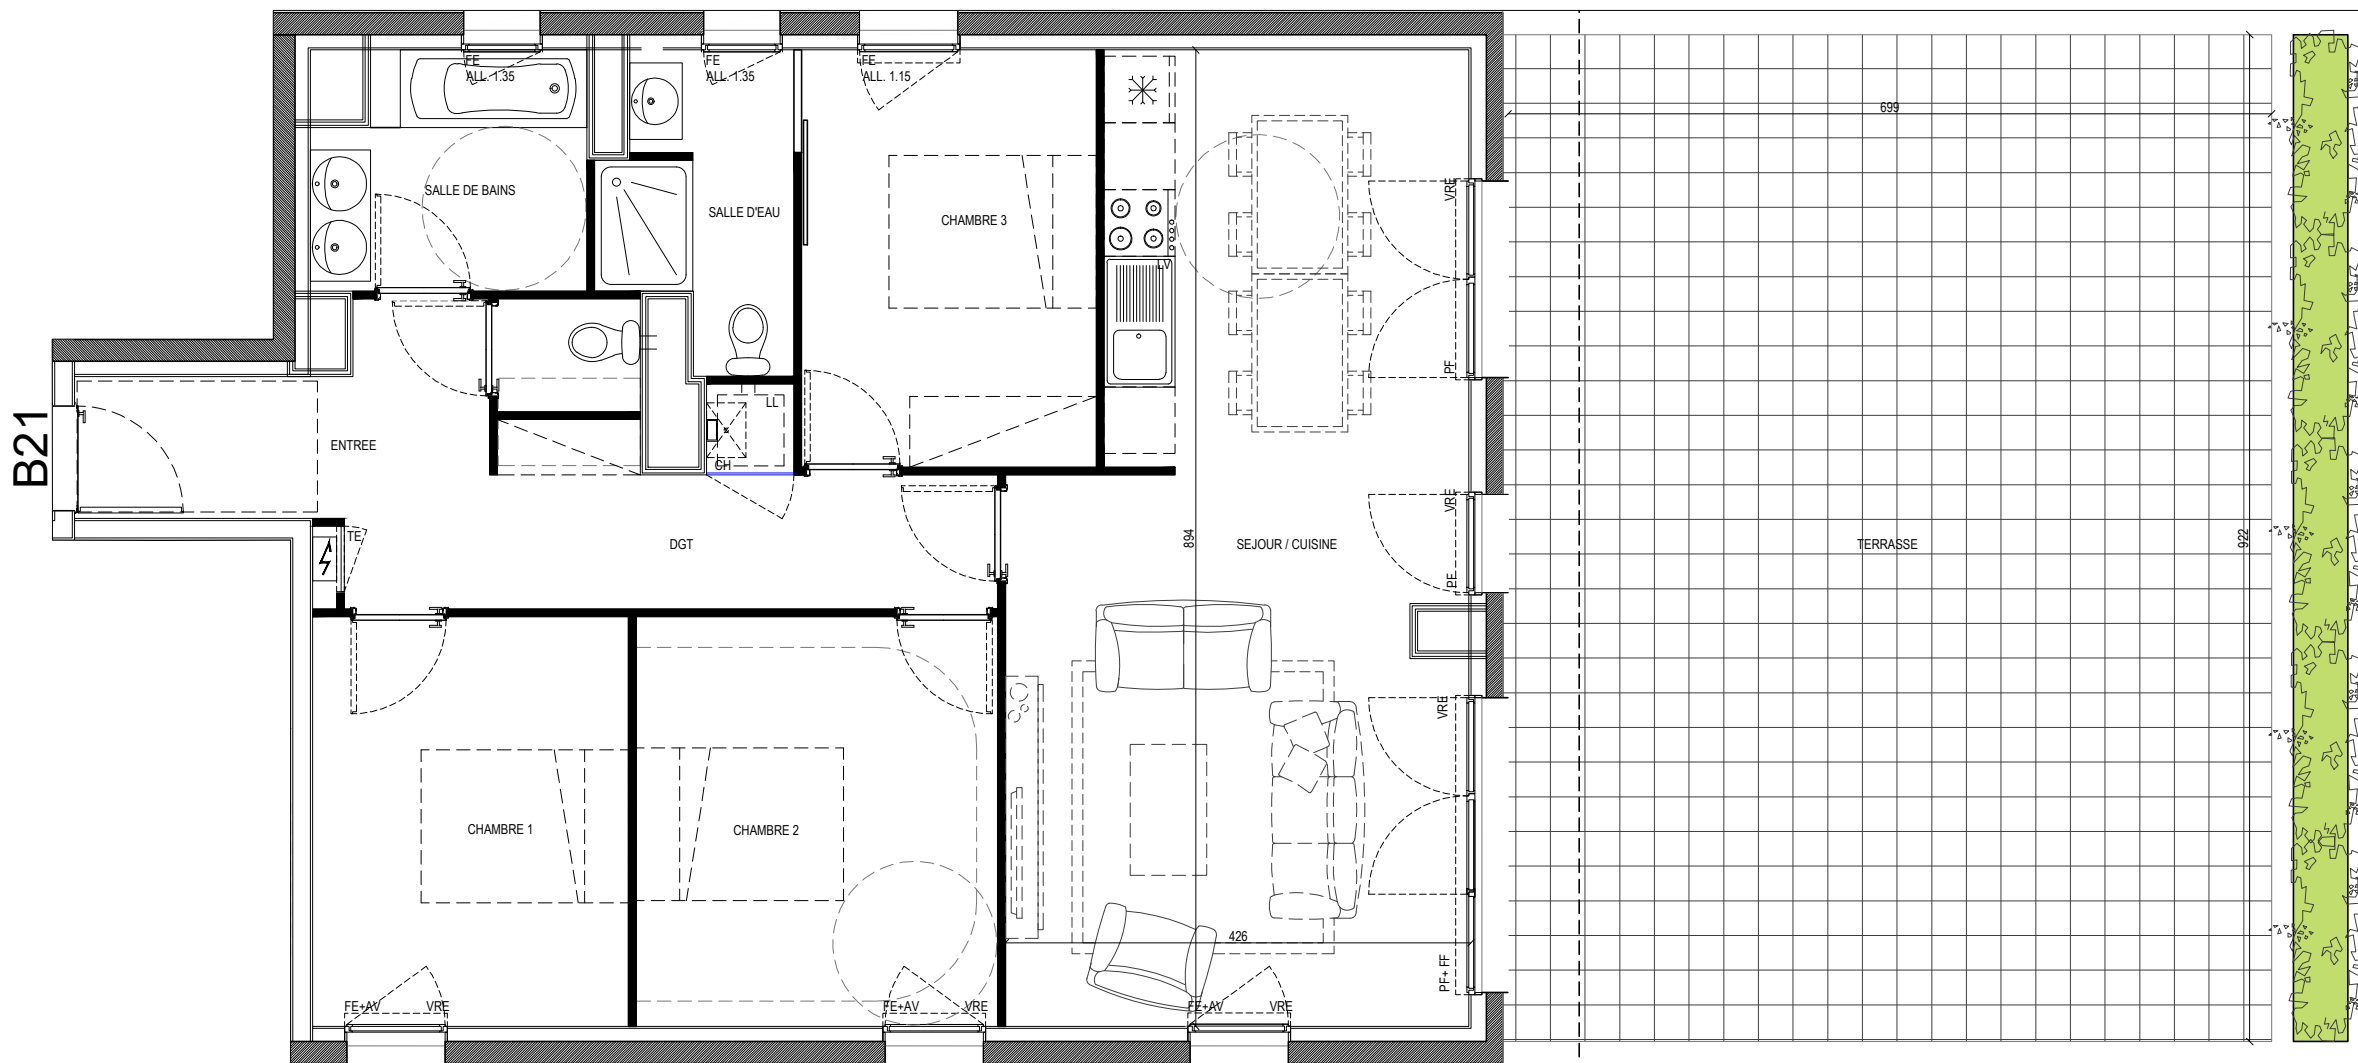 FE
ALL. 1.35
FE
ALL. 1.35
FE
ALL. 1.15
699
SALLE DE BAINS
SALLE D'EAU
CHAMBRE 3
VRE
LV
PF
B21
ENTREE
LL
CH
TE
DGT
894
SEJOUR / CUISINE
VRE
PF
TERRASSE
922
VRE
CHAMBRE 1
CHAMBRE 2
426
PF+ FF
FE+AV
VRE
FE+AV
VRE
FE+AV
VRE